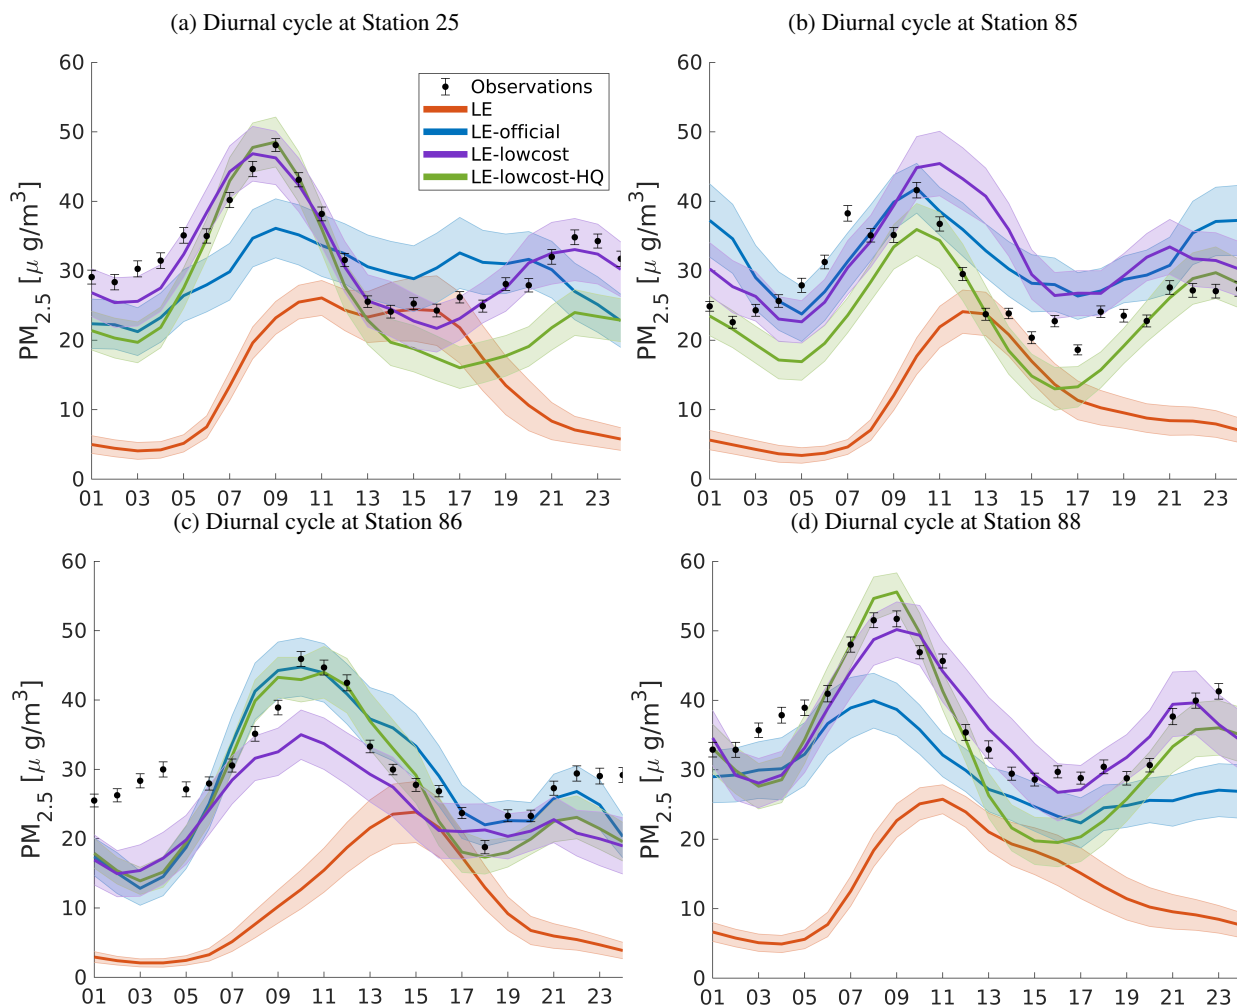 (a) Diurnal cycle at Station 25
(b) Diurnal cycle at Station 85
60
50
40
30
20
10
0
PM2.5 [μ g/m3]
Observations
LE
LE-official
LE-lowcost
LE-lowcost-HQ
01 03 05 07 09 11 13 15 17 19 21 23
60
50
40
30
20
10
0
PM2.5 [μ g/m3]
01 03 05 07 09 11 13 15 17 19 21 23
(c) Diurnal cycle at Station 86
(d) Diurnal cycle at Station 88
60
50
40
30
20
10
0
PM2.5 [μ g/m3]
01 03 05 07 09 11 13 15 17 19 21 23
60
50
40
30
20
10
0
PM2.5 [μ g/m3]
01 03 05 07 09 11 13 15 17 19 21 23